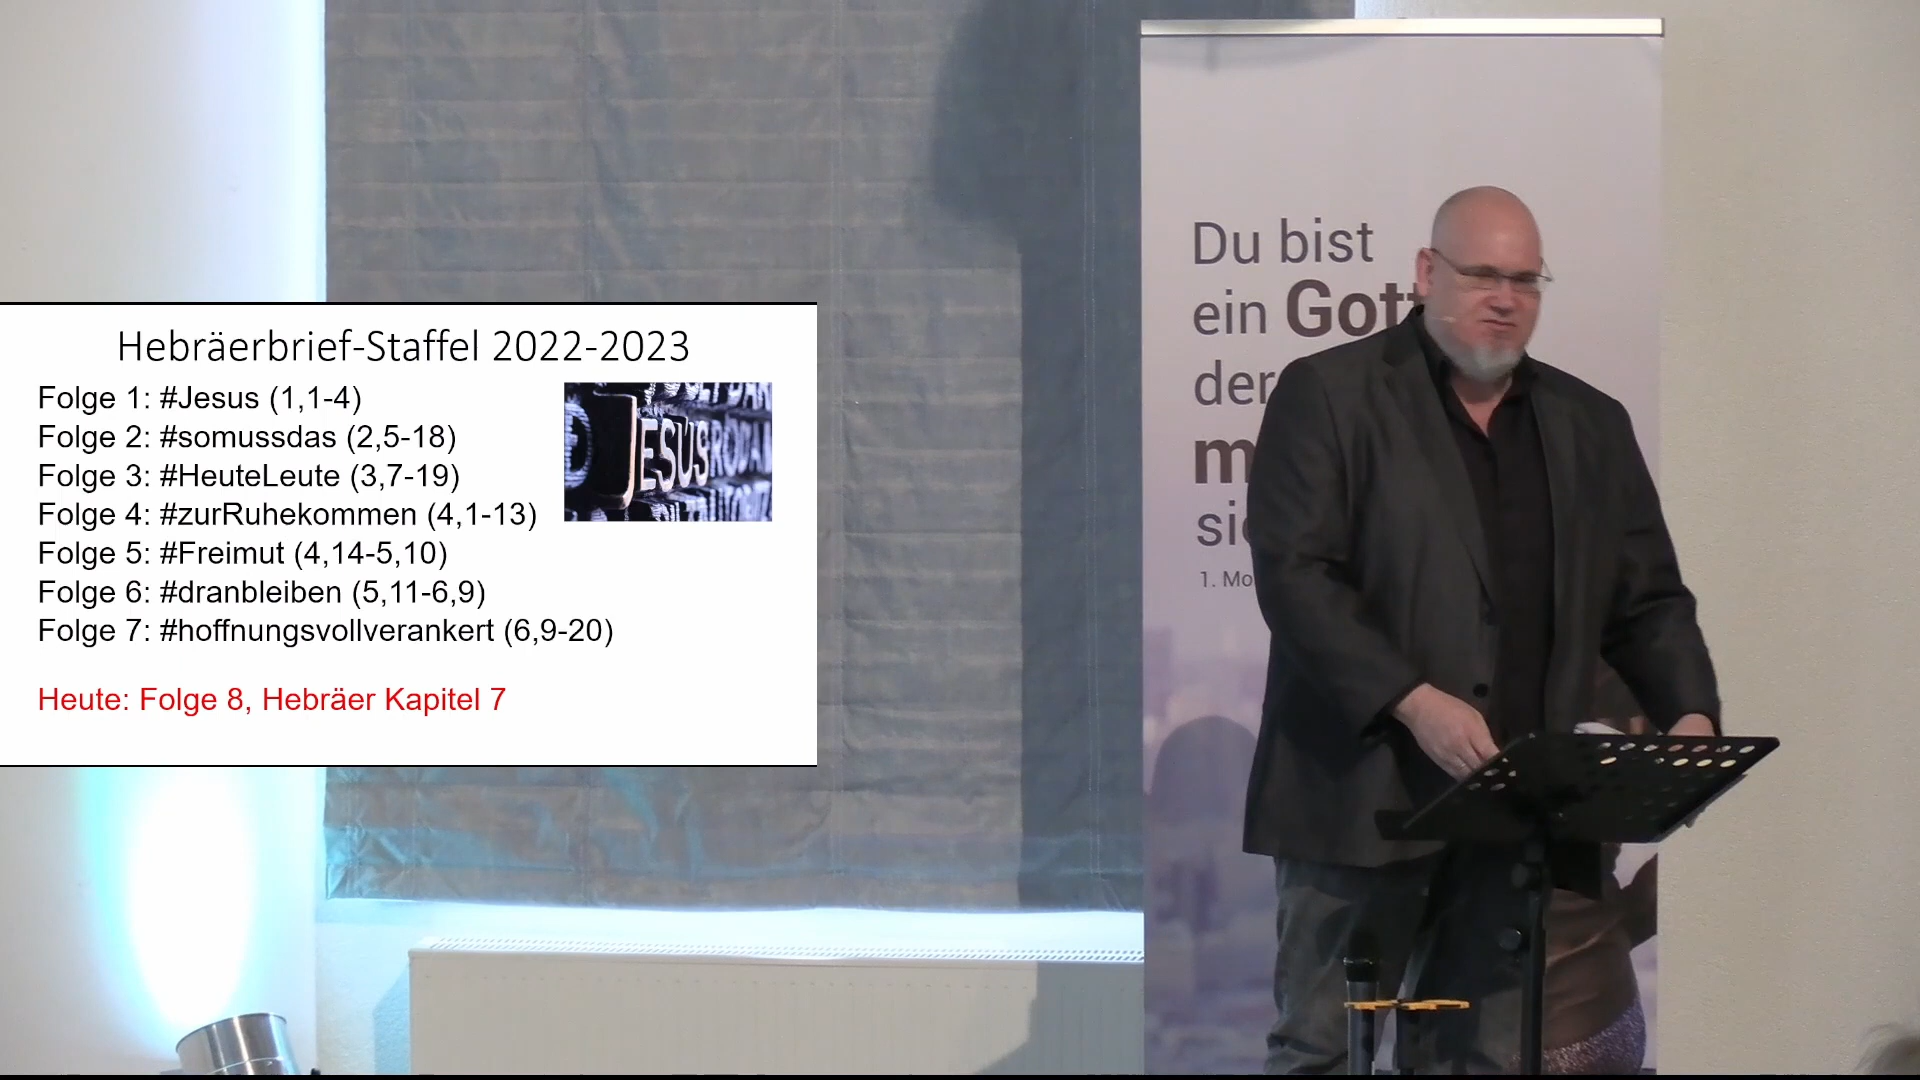 Hebräerbrief-Staffel 2022-2023
Folge 1: #Jesus (1,1-4)
Folge 2: #somussdas (2,5-18)
Folge 3: #HeuteLeute (3,7-19)
Folge 4: #zurRuhekommen (4,1-13)
Folge 5: #Freimut (4,14-5,10)
Folge 6: #dranbleiben (5,11-6,9)
Folge 7: #hoffnungsvollverankert (6,9-20)
Heute: Folge 8, Hebräer Kapitel 7
JESUS
Du bist
ein Gott
der
1. Mo